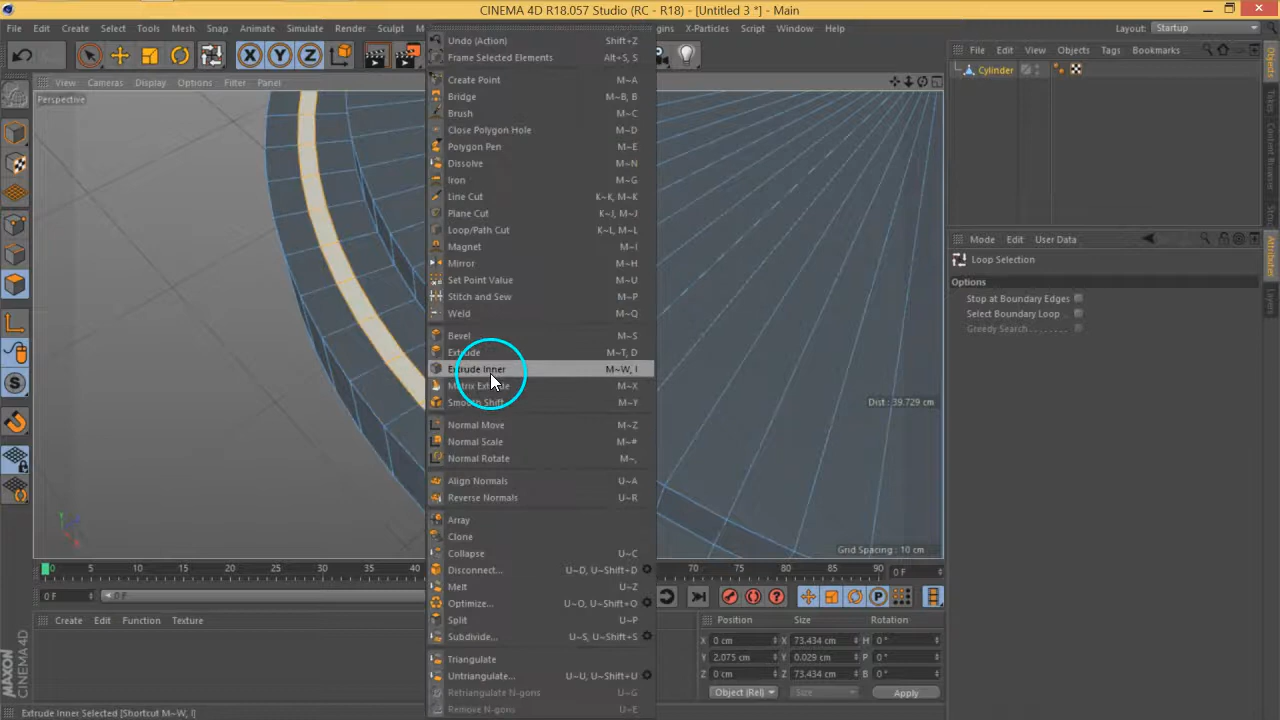 CINEMA 4D R18.057 Studio (RC - R18) - [Untitled 3 *] - Main
File Edit Create Select Tools Mesh Snap Animate Simulate Render Sculpt Script Window Help Layout: Startup
Undo (Action) Shift+Z
Frame Selected Elements Alt+S, S
File Edit View Objects Tags Bookmarks
Cylinder
View Cameras Display Options Filter Panel
Perspective
Create Point M~A
Bridge M~B, B
Brush M~C
Close Polygon Hole M~D
Polygon Pen M~E
Dissolve M~N
Iron M~G
Line Cut K~K, M~K
Plane Cut K~J, M~J
Loop/Path Cut K~L, M~L
Magnet M~I
Mirror M~H
Set Point Value M~U
Stitch and Sew M~P
Weld M~Q
Bevel M~S
Extrude M~T, D
Extrude Inner M~W, I
Matrix Extrude M~X
Smooth Shift M~Y
Normal Move M~Z
Normal Scale M~#
Normal Rotate M~,
Align Normals U~A
Reverse Normals U~R
Array
Clone
Collapse U~C
Disconnect... U~D, U~Shift+D
Melt U~Z
Optimize... U~O, U~Shift+O
Split U~P
Subdivide... U~S, U~Shift+S
Triangulate
Untriangulate... U~U, U~Shift+U
Retriangulate N-gons U~G
Remove N-gons U~E
Mode Edit User Data
Loop Selection
Options
Stop at Boundary Edges
Select Boundary Loop
Greedy Search
Objects
Takes
Content Browser
Attributes
Layers
Dist : 39.729 cm
Grid Spacing : 10 cm
0 5 10 15 20 25 30 35 40 70 75 80 85 90 0 F
0 F 0 F
Create Edit Function Texture
Position Size Rotation
X 0 cm X 73.434 cm H 0 °
Y 2.075 cm Y 0.029 cm P 0 °
Z 0 cm Z 73.434 cm B 0 °
Object (Rel) Size Apply
MAXON
CINEMA 4D
Extrude Inner Selected [Shortcut M~W, I]